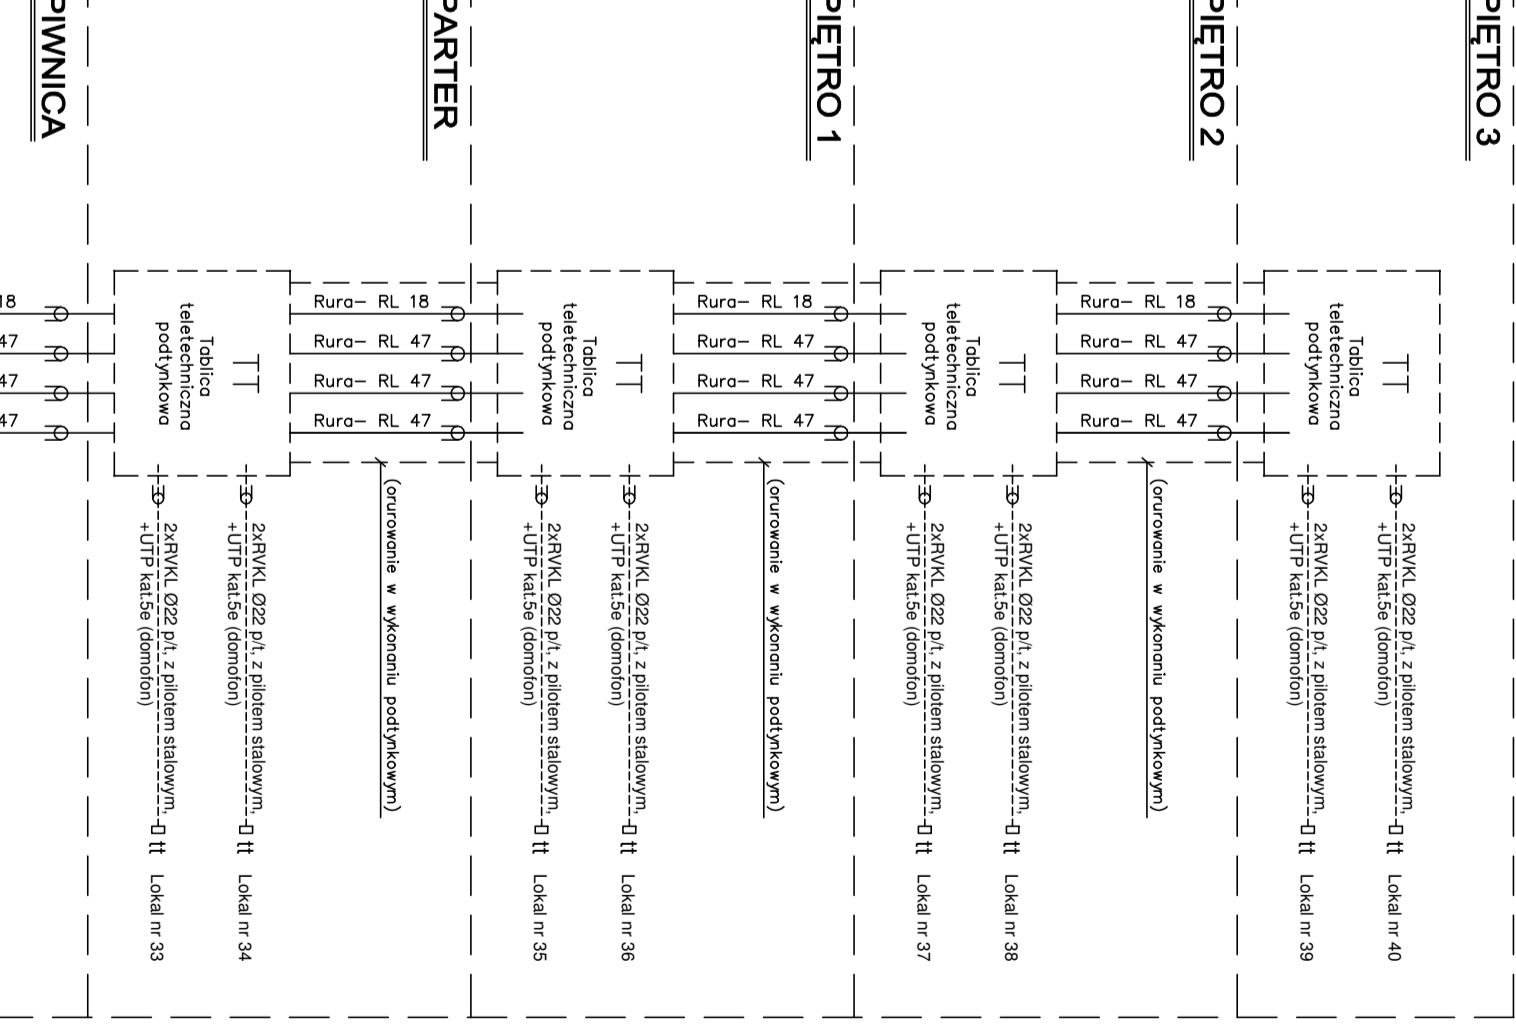 PIĘTRO 3
Tablica
teletechniczna
podtynkowa
TT
2xRVKL Ø22 p/t, z pilotem stalowym,
+UTP kat.5e (domofon)
tt Lokal nr 40
2xRVKL Ø22 p/t, z pilotem stalowym,
+UTP kat.5e (domofon)
tt Lokal nr 39
PIĘTRO 2
Rura- RL 18
Rura- RL 47
Rura- RL 47
Rura- RL 47
(orurowanie w wykonaniu podtynkowym)
Tablica
teletechniczna
podtynkowa
TT
2xRVKL Ø22 p/t, z pilotem stalowym,
+UTP kat.5e (domofon)
tt Lokal nr 38
2xRVKL Ø22 p/t, z pilotem stalowym,
+UTP kat.5e (domofon)
tt Lokal nr 37
PIĘTRO 1
Rura- RL 18
Rura- RL 47
Rura- RL 47
Rura- RL 47
(orurowanie w wykonaniu podtynkowym)
Tablica
teletechniczna
podtynkowa
TT
2xRVKL Ø22 p/t, z pilotem stalowym,
+UTP kat.5e (domofon)
tt Lokal nr 36
2xRVKL Ø22 p/t, z pilotem stalowym,
+UTP kat.5e (domofon)
tt Lokal nr 35
PARTER
Rura- RL 18
Rura- RL 47
Rura- RL 47
Rura- RL 47
(orurowanie w wykonaniu podtynkowym)
Tablica
teletechniczna
podtynkowa
TT
2xRVKL Ø22 p/t, z pilotem stalowym,
+UTP kat.5e (domofon)
tt Lokal nr 34
2xRVKL Ø22 p/t, z pilotem stalowym,
+UTP kat.5e (domofon)
tt Lokal nr 33
PIWNICA
18
47
47
47